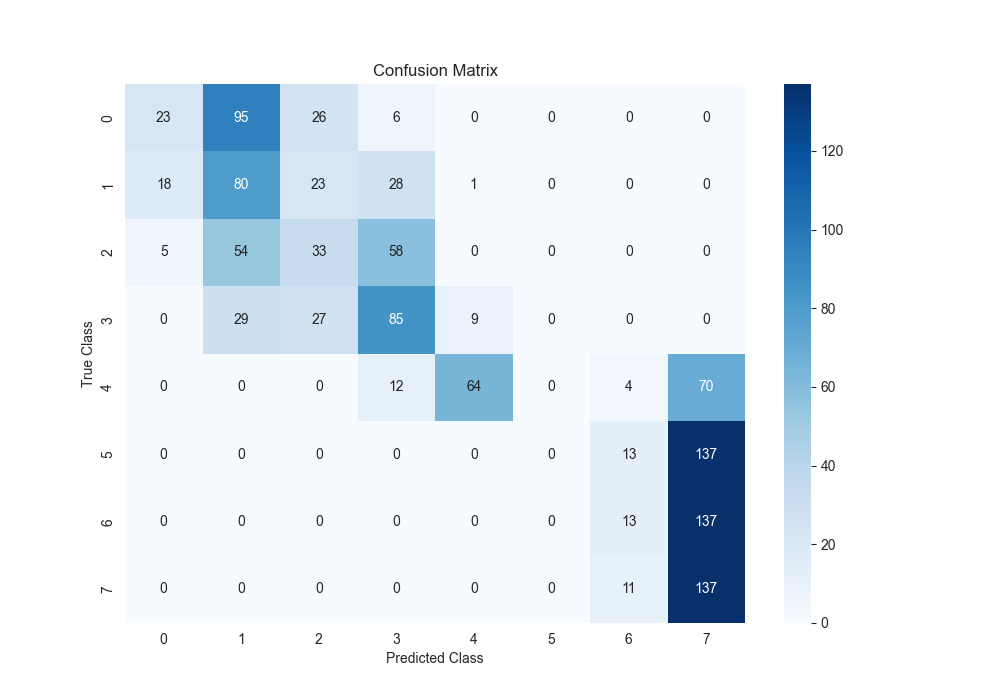 Confusion Matrix
True Class
0 23 95 26 6 0 0 0 0
1 18 80 23 28 1 0 0 0
2 5 54 33 58 0 0 0 0
3 0 29 27 85 9 0 0 0
4 0 0 0 12 64 0 4 70
5 0 0 0 0 0 0 13 137
6 0 0 0 0 0 0 13 137
7 0 0 0 0 0 0 11 137
0 1 2 3 4 5 6 7
Predicted Class
120
100
80
60
40
20
0